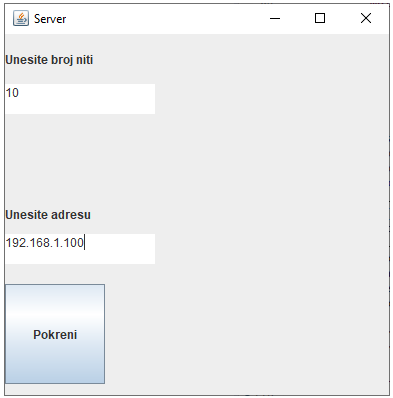 Server
Unesite broj niti
10
Unesite adresu
192.168.1.100
Pokreni